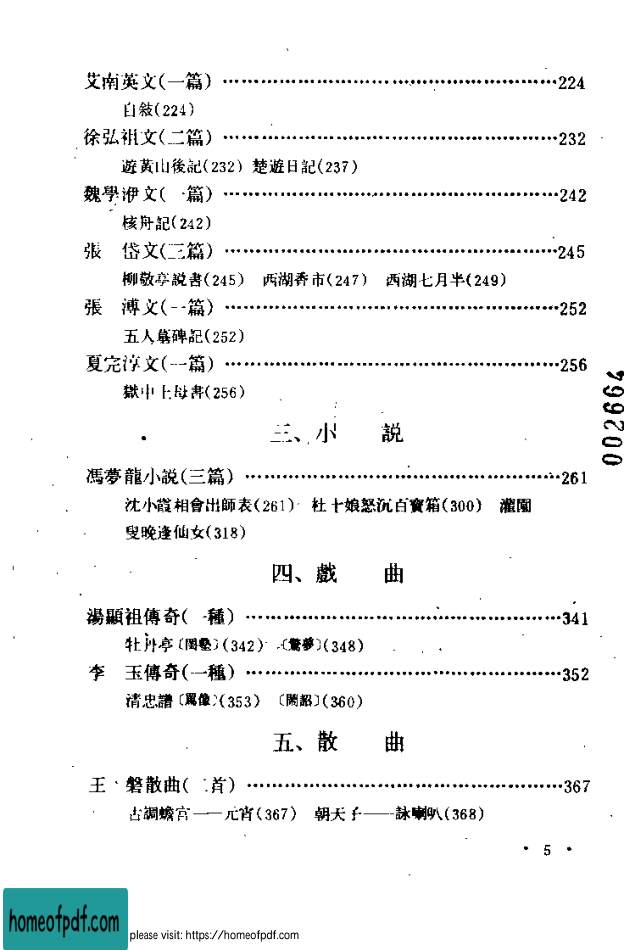 艾南英文(一篇) ……………………………………224
自敍(224)
徐弘祖文(二篇) ……………………………………232
遊黃山後記(232) 楚遊日記(237)
魏學洢文(一篇) ……………………………………242
核舟記(242)
張　岱文(三篇) ……………………………………245
柳敬亭說書(245)　西湖香市(247)　西湖七月半(249)
張　溥文(一篇) ……………………………………252
五人墓碑記(252)
夏完淳文(一篇) ……………………………………256
獄中上母書(256)
三、小　說
馮夢龍小說(三篇) …………………………………261
沈小霞相會出師表(261)　杜十娘怒沉百寶箱(300)　灌園
叟晚逢仙女(318)
四、戲　曲
湯顯祖傳奇(一種) …………………………………341
牡丹亭〔閨塾〕(342)　〔驚夢〕(348)
李　玉傳奇(一種) …………………………………352
清忠譜〔罵像〕(353)　〔鬧詔〕(360)
五、散　曲
王　磐散曲(二首) …………………………………367
古調蟾宮——元宵(367)　朝天子——詠喇叭(368)
• 5 •
002664
homeofpdf.com
please visit: https://homeofpdf.com